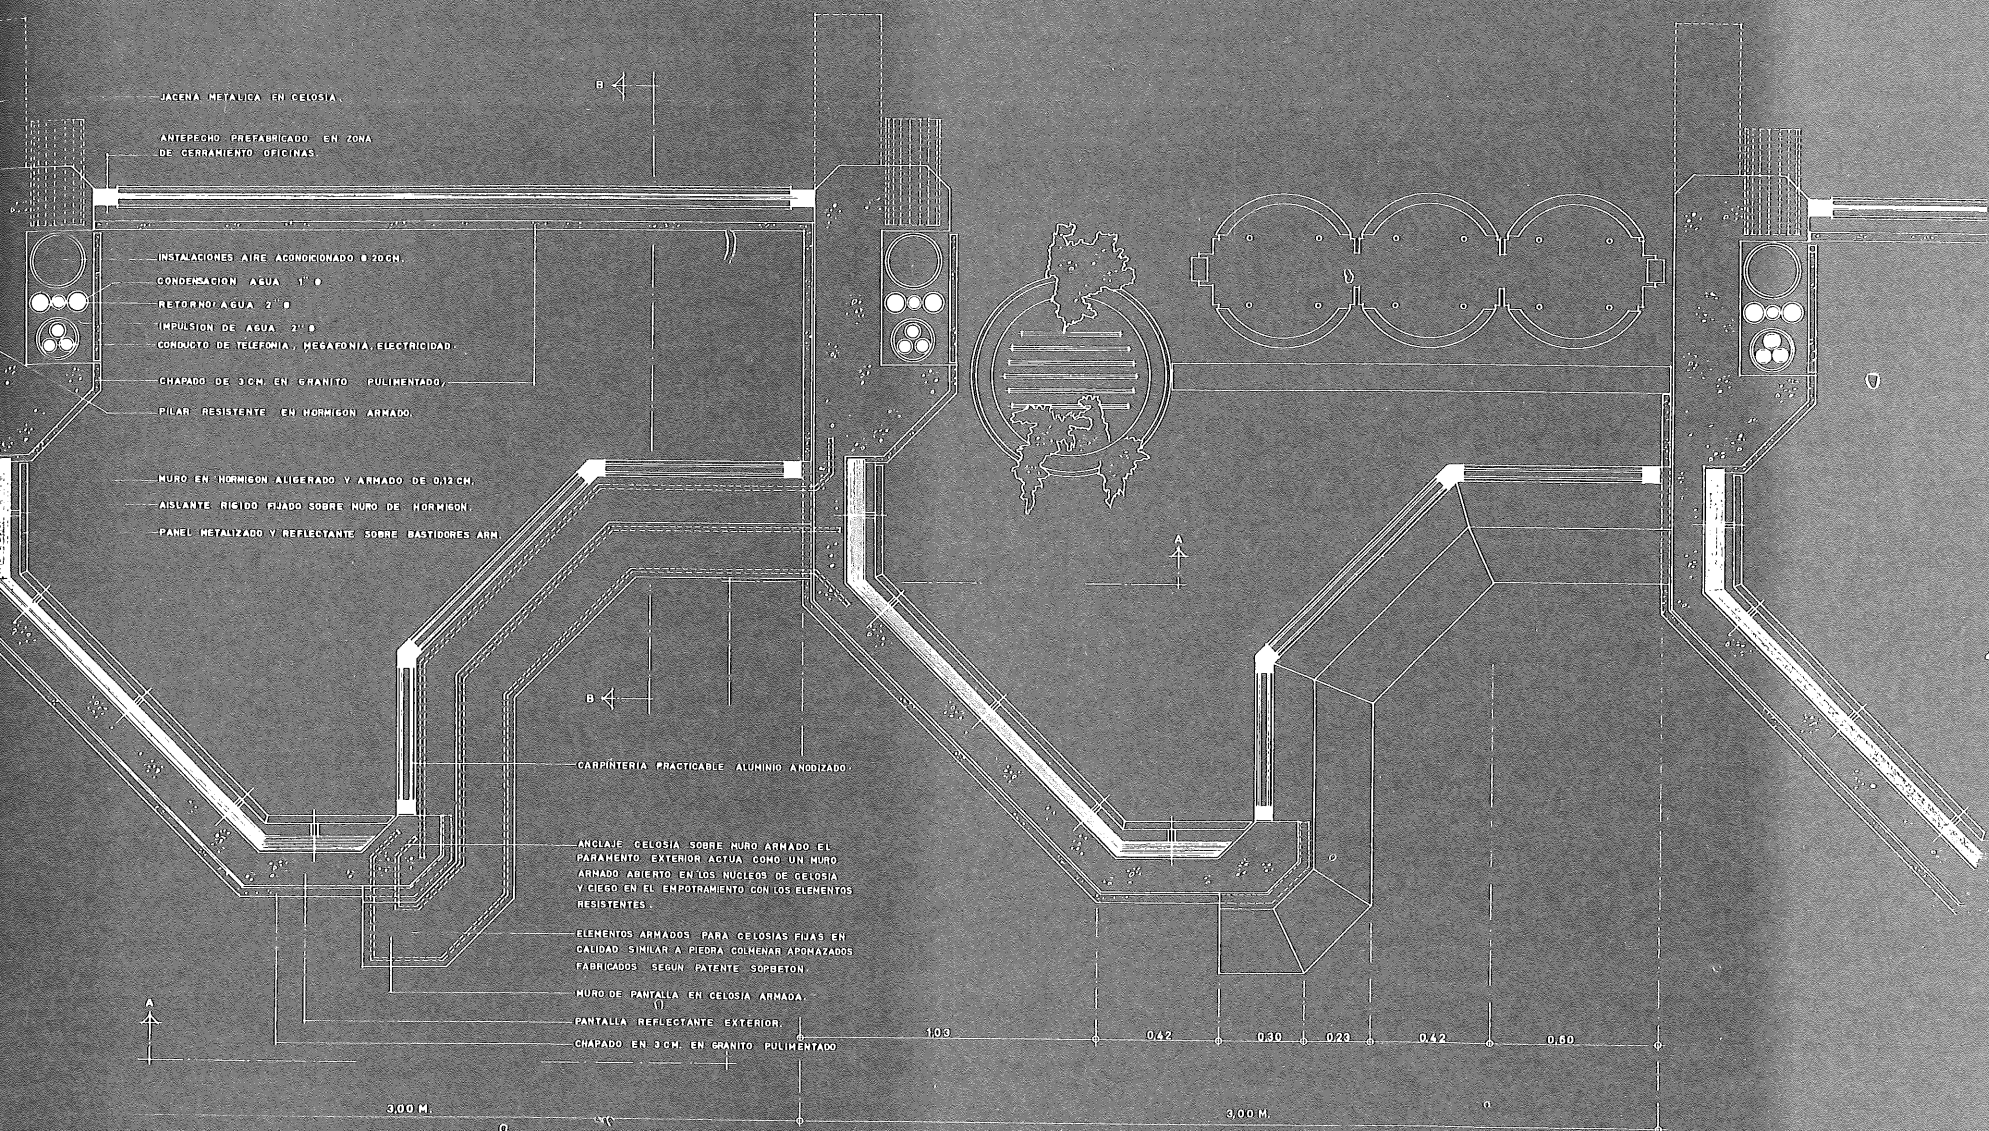 B
JACENA METALICA EN CELOSIA.
ANTEPECHO PREFABRICADO EN ZONA
DE CERRAMIENTO OFICINAS.
INSTALACIONES AIRE ACONDICIONADO Ø 20 CM.
CONDENSACION AGUA 1" Ø
RETORNO AGUA 2" Ø
IMPULSION DE AGUA 2" Ø
CONDUCTO DE TELEFONIA, MEGAFONIA, ELECTRICIDAD.
CHAPADO DE 3 CM. EN GRANITO PULIMENTADO,
PILAR RESISTENTE EN HORMIGON ARMADO.
MURO EN HORMIGON ALIGERADO Y ARMADO DE 0,12 CM.
AISLANTE RIGIDO FIJADO SOBRE MURO DE HORMIGON.
PANEL METALIZADO Y REFLECTANTE SOBRE BASTIDORES ARM.
A
B
CARPINTERIA PRACTICABLE ALUMINIO ANODIZADO.
ANCLAJE CELOSIA SOBRE MURO ARMADO EL
PARAMENTO EXTERIOR ACTUA COMO UN MURO
ARMADO ABIERTO EN LOS NUCLEOS DE CELOSIA
Y CIEGO EN EL EMPOTRAMIENTO CON LOS ELEMENTOS
RESISTENTES.
ELEMENTOS ARMADOS PARA CELOSIAS FIJAS EN
CALIDAD SIMILAR A PIEDRA COLMENAR APOMAZADOS
FABRICADOS SEGUN PATENTE SOPBETON.
MURO DE PANTALLA EN CELOSIA ARMADA.
PANTALLA REFLECTANTE EXTERIOR.
CHAPADO EN 3 CM. EN GRANITO PULIMENTADO
A
1,03 0,42 0,30 0,23 0,42 0,60
3,00 M. 3,00 M.